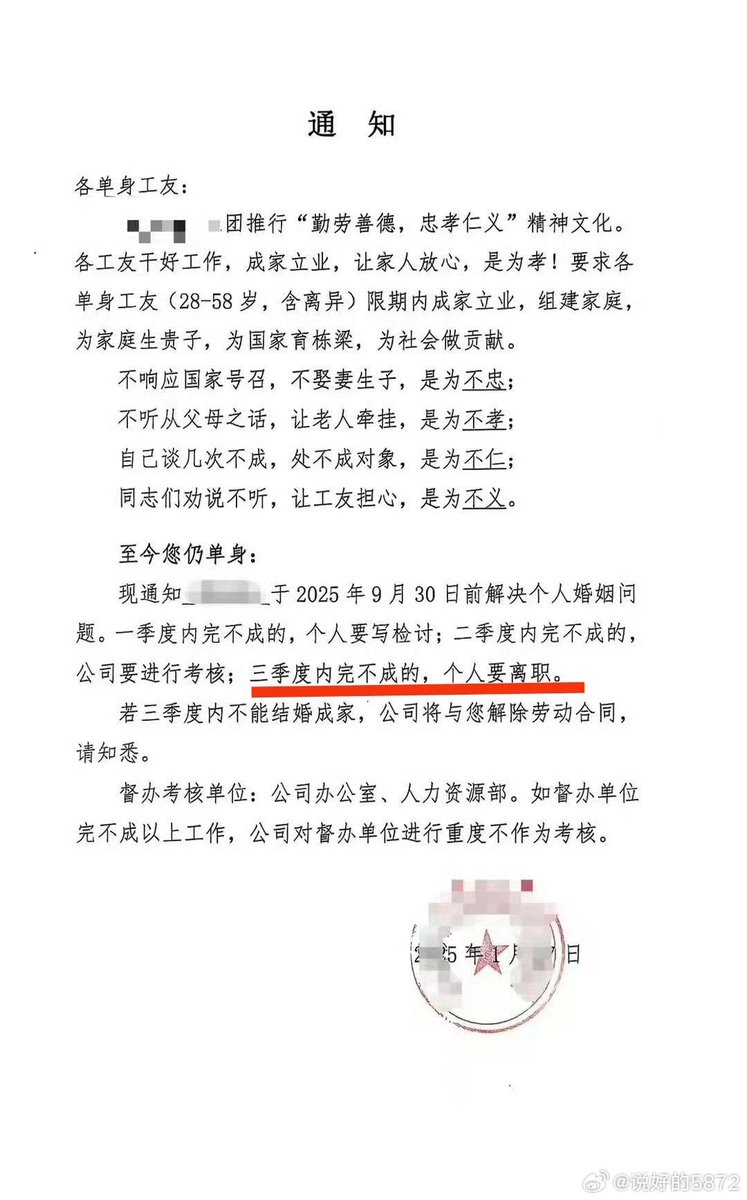 通 知
各单身工友：
团推行“勤劳善德，忠孝仁义”精神文化。
各工友干好工作，成家立业，让家人放心，是为孝！要求各
单身工友（28-58 岁，含离异）限期内成家立业，组建家庭，
为家庭生贵子，为国家育栋梁，为社会做贡献。
不响应国家号召，不娶妻生子，是为不忠；
不听从父母之话，让老人牵挂，是为不孝；
自己谈几次不成，处不成对象，是为不仁；
同志们劝说不听，让工友担心，是为不义。
至今您仍单身：
现通知 于 2025 年 9 月 30 日前解决个人婚姻问
题。一季度内完不成的，个人要写检讨；二季度内完不成的，
公司要进行考核；三季度内完不成的，个人要离职。
若三季度内不能结婚成家，公司将与您解除劳动合同，
请知悉。
督办考核单位：公司办公室、人力资源部。如督办单位
完不成以上工作，公司对督办单位进行重度不作为考核。
年 1 月 日
@说好的5872